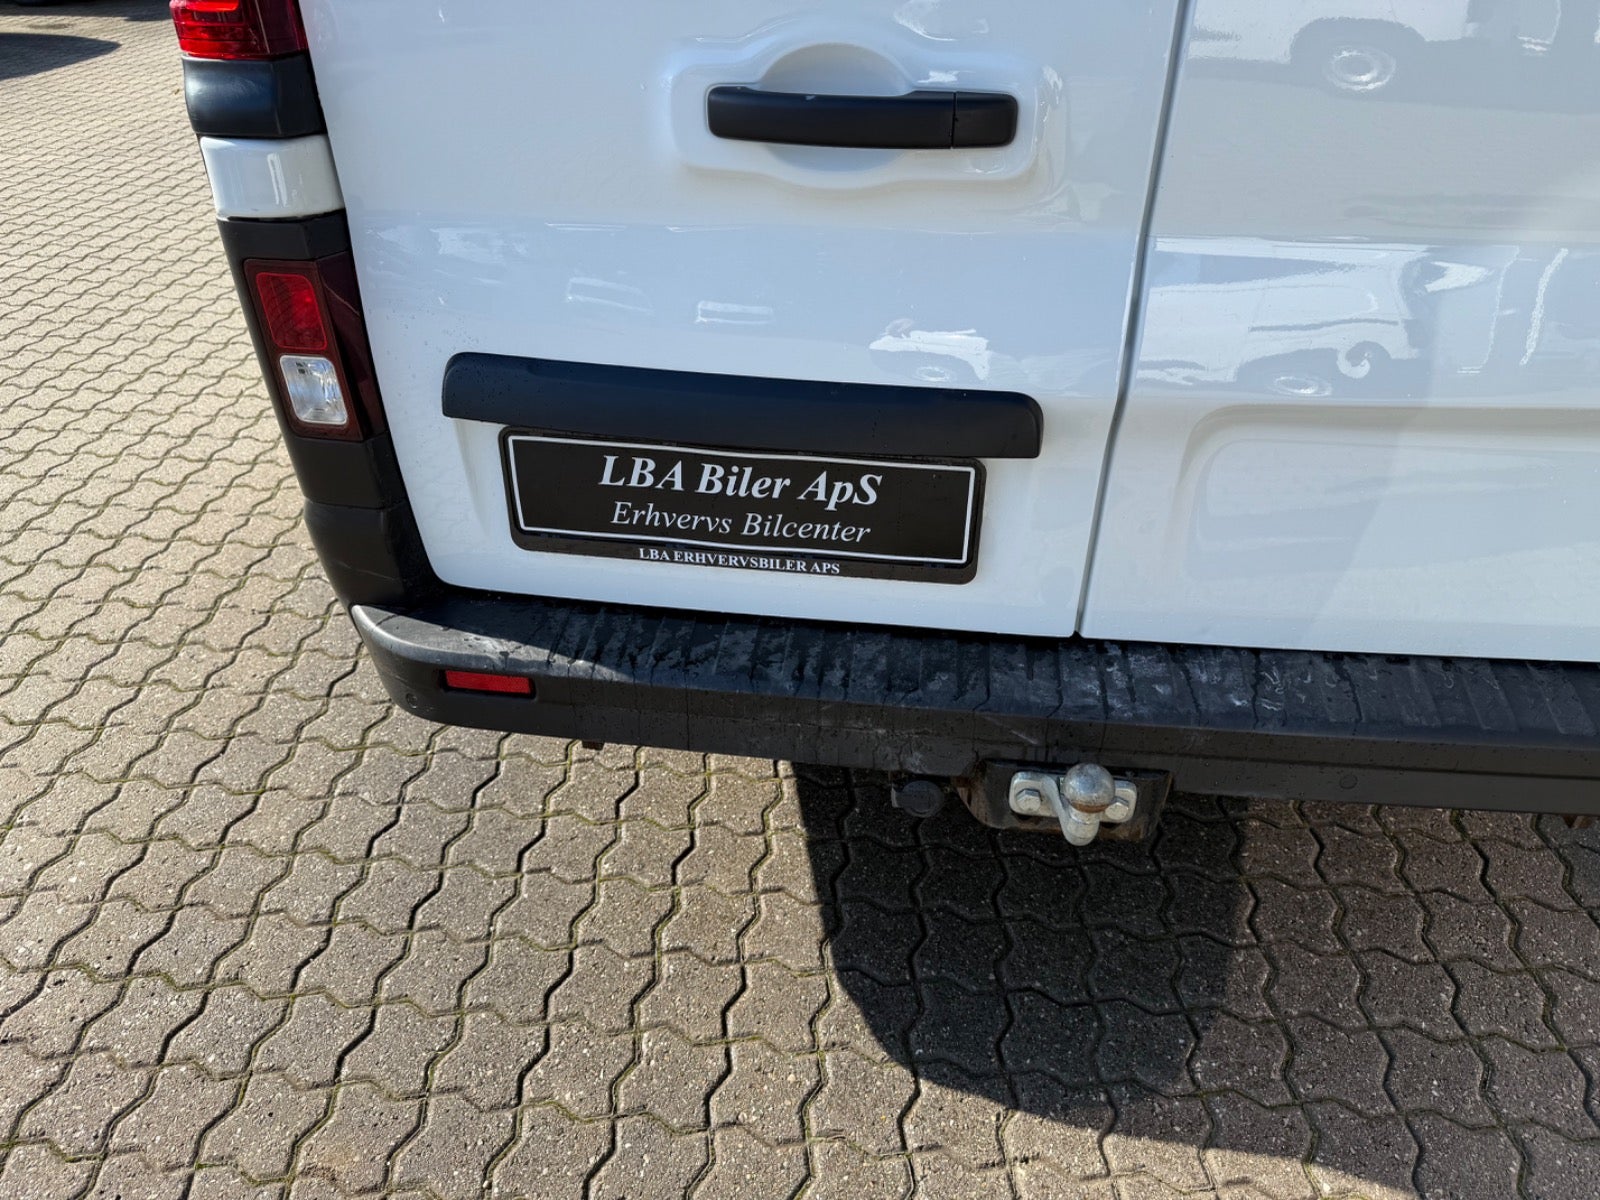 LBA Biler ApS
Erhvervs Bilcenter
LBA ERHVERVSBILER APS